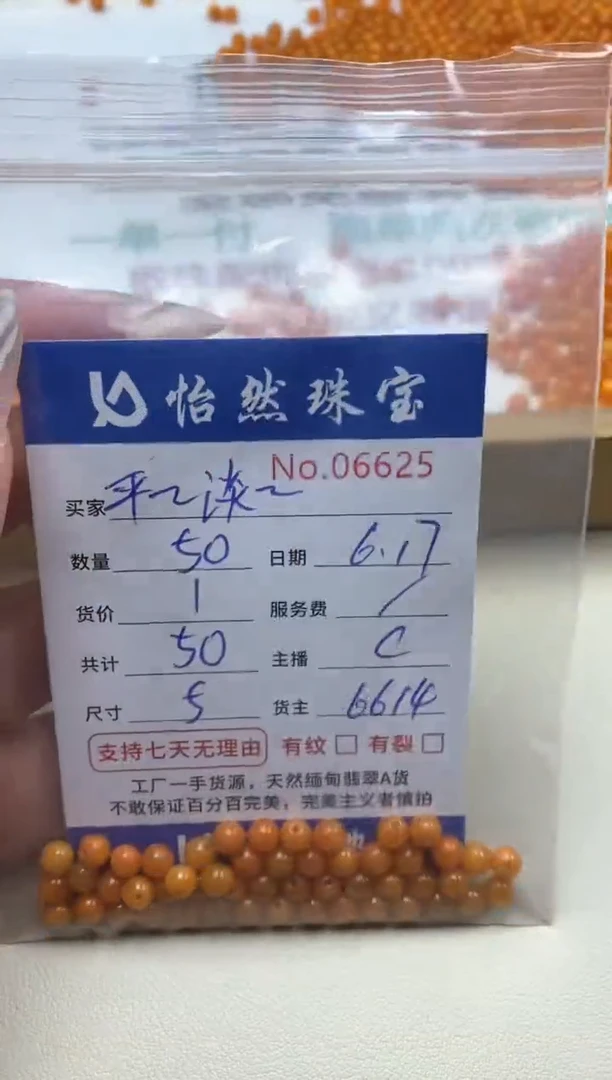 怡然珠宝
No.06625
买家 平~淡~
数量 50 日期 6.17
货价 1 服务费 /
共计 50 主播 C
尺寸 5 货主 6614
支持七天无理由 有纹 □ 有裂 □
工厂一手货源，天然缅甸翡翠A货
不敢保证百分百完美，完美主义者慎拍